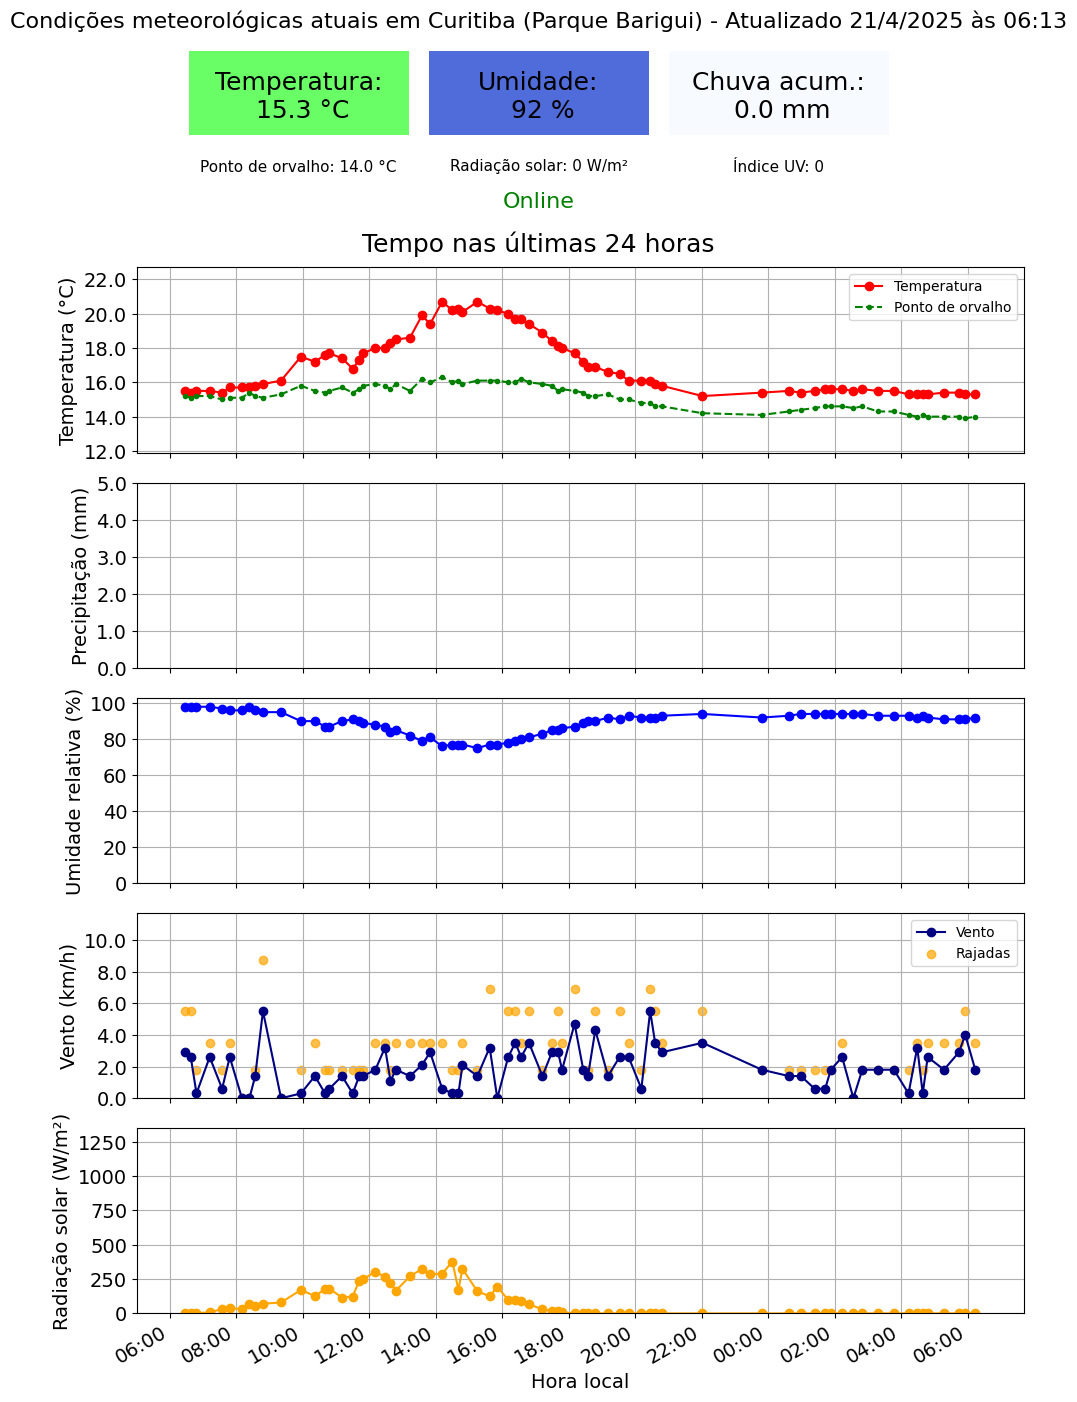 Condições meteorológicas atuais em Curitiba (Parque Barigui) - Atualizado 21/4/2025 às 06:13
Temperatura:
15.3 °C
Umidade:
92 %
Chuva acum.:
0.0 mm
Ponto de orvalho: 14.0 °C
Radiação solar: 0 W/m²
Índice UV: 0
Online
Tempo nas últimas 24 horas
Temperatura (°C)
22.0
20.0
18.0
16.0
14.0
12.0
Temperatura
Ponto de orvalho
Precipitação (mm)
5.0
4.0
3.0
2.0
1.0
0.0
Umidade relativa (%)
100
80
60
40
20
0
Vento (km/h)
10.0
8.0
6.0
4.0
2.0
0.0
Vento
Rajadas
Radiação solar (W/m²)
1250
1000
750
500
250
0
06:00
08:00
10:00
12:00
14:00
16:00
18:00
20:00
22:00
00:00
02:00
04:00
06:00
Hora local